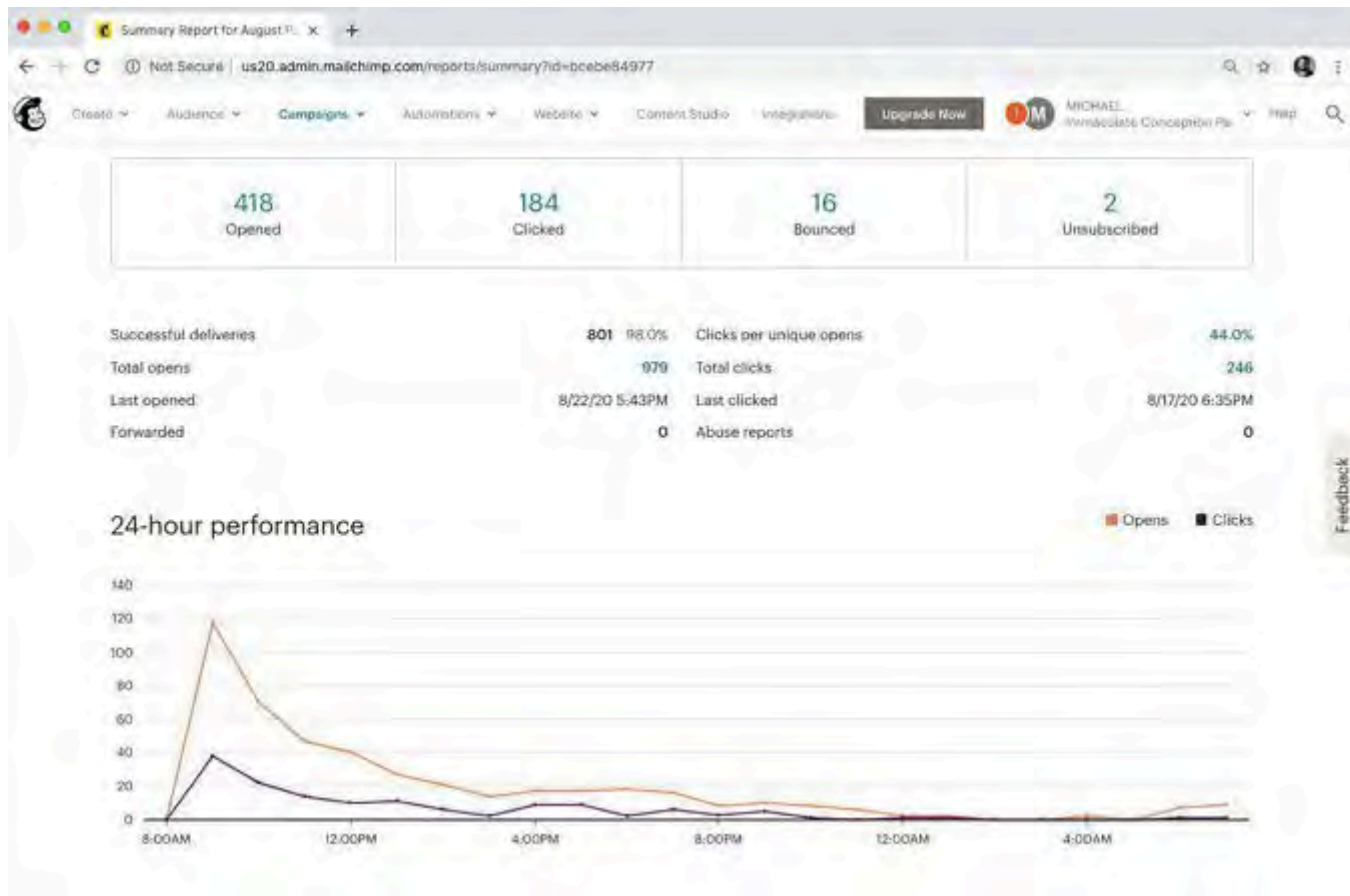 Summary Report for August P...
Not Secure us20.admin.mailchimp.com/reports/summary?id=bcebe84977
Create Audience Campaigns Automations Website Content Studio Integrations Upgrade Now M MICHAEL Help
Immaculate Conception Pa
418 184 16 2
Opened Clicked Bounced Unsubscribed
Successful deliveries 801 98.0% Clicks per unique opens 44.0%
Total opens 979 Total clicks 246
Last opened 8/22/20 5:43PM Last clicked 8/17/20 6:35PM
Forwarded 0 Abuse reports 0
Feedback
24-hour performance Opens Clicks
140
120
100
80
60
40
20
0
8:00AM 12:00PM 4:00PM 8:00PM 12:00AM 4:00AM